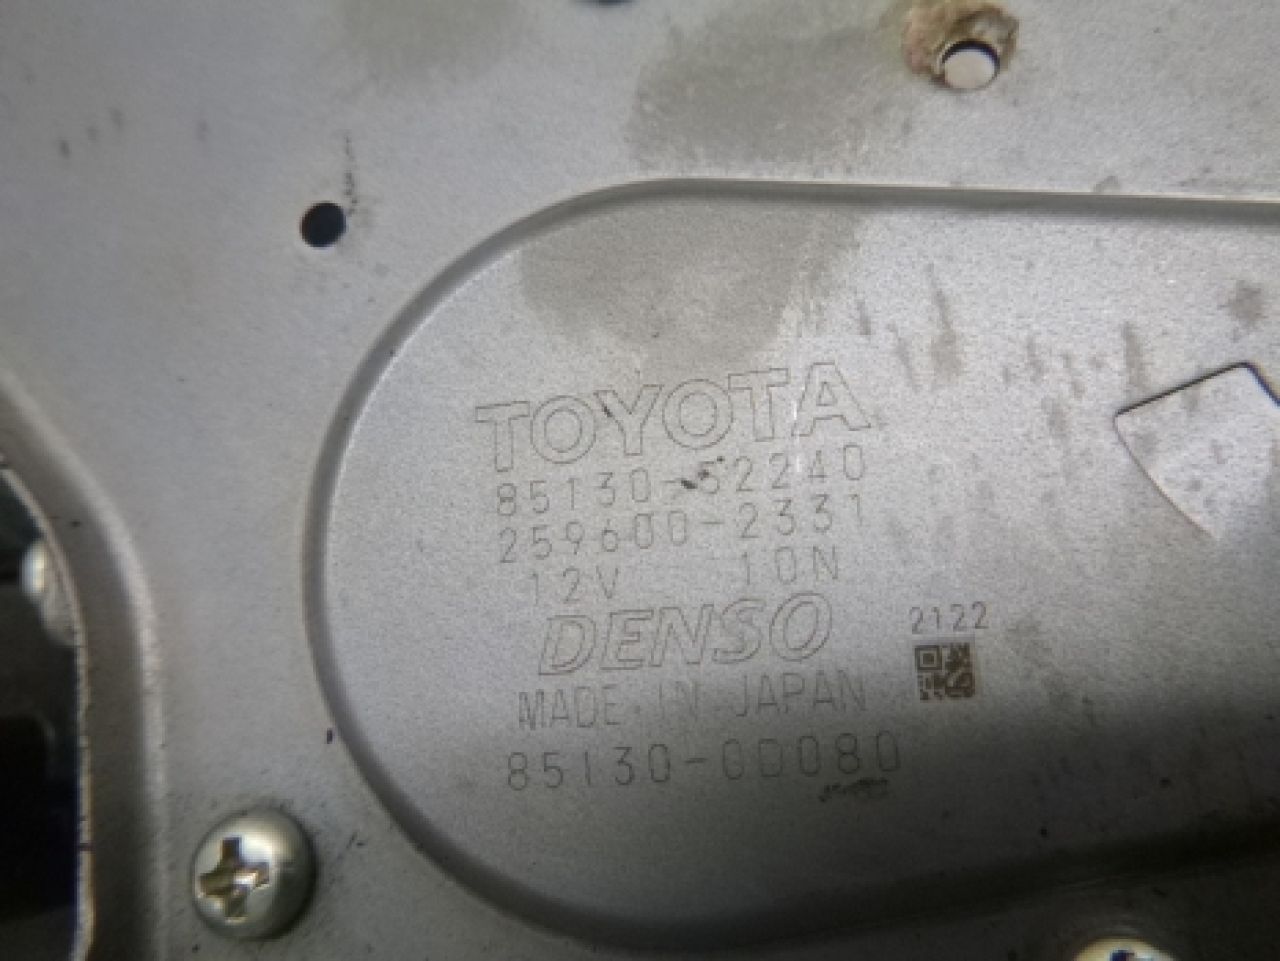 TOYOTA
85130-52240
259600-2331
12V 10N
DENSO
2122
MADE IN JAPAN
85130-0D080